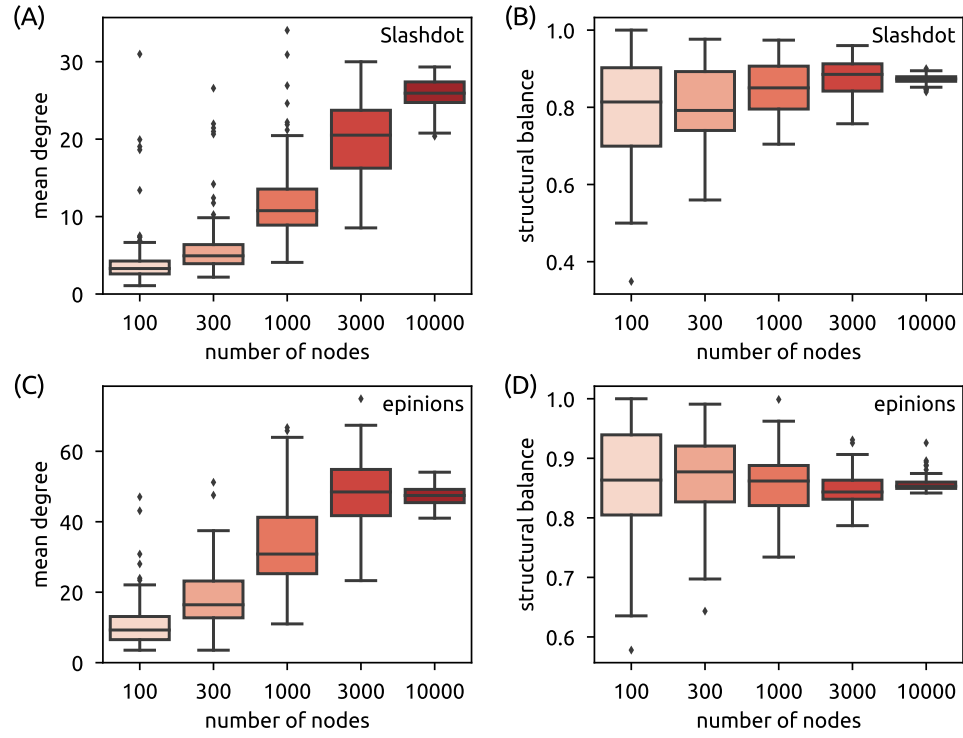 (A)
Slashdot
mean degree
30
20
10
0
100 300 1000 3000 10000
number of nodes
(B)
Slashdot
structural balance
1.0
0.8
0.6
0.4
100 300 1000 3000 10000
number of nodes
(C)
epinions
mean degree
60
40
20
0
100 300 1000 3000 10000
number of nodes
(D)
epinions
structural balance
1.0
0.9
0.8
0.7
0.6
100 300 1000 3000 10000
number of nodes